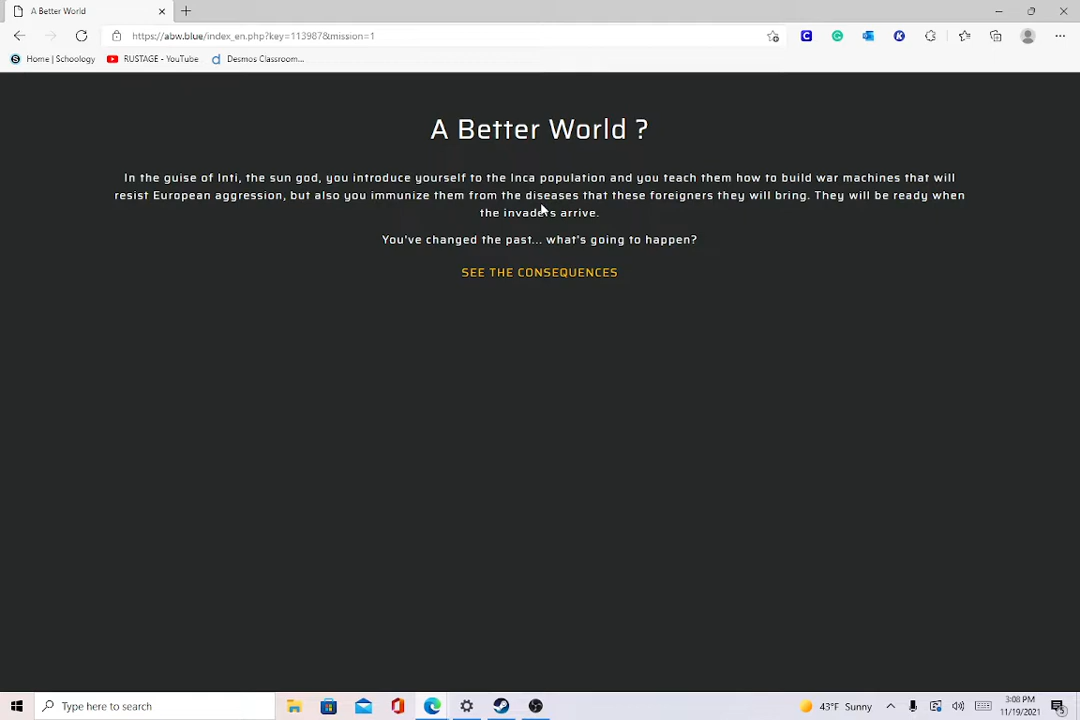 A Better World
https://abw.blue/index_en.php?key=113987&mission=1
Home | Schoology
RUSTAGE - YouTube
Desmos Classroom...
A Better World ?
In the guise of Inti, the sun god, you introduce yourself to the Inca population and you teach them how to build war machines that will
resist European aggression, but also you immunize them from the diseases that these foreigners they will bring. They will be ready when
the invaders arrive.
You've changed the past... what's going to happen?
SEE THE CONSEQUENCES
Type here to search
43°F Sunny
3:08 PM
11/19/2021